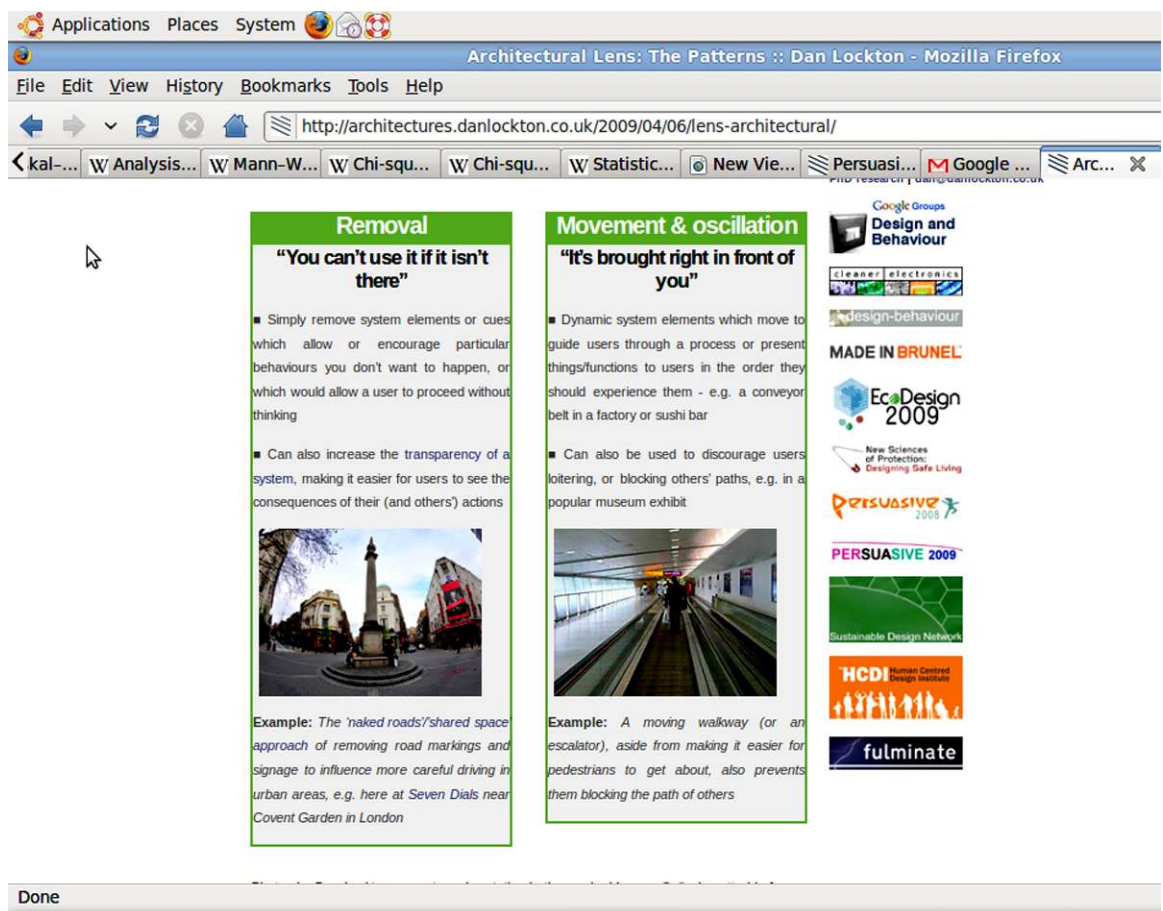 Applications Places System
Architectural Lens: The Patterns :: Dan Lockton - Mozilla Firefox
File Edit View History Bookmarks Tools Help
http://architectures.danlockton.co.uk/2009/04/06/lens-architectural/
kal-... Analysis... Mann-W... Chi-squ... Chi-squ... Statistic... New Vie... Persuasi... Google ... Arc...
PhD research | dan@danlockton.co.uk
Removal
“You can’t use it if it isn’t
there”
■ Simply remove system elements or cues
which allow or encourage particular
behaviours you don't want to happen, or
which would allow a user to proceed without
thinking
■ Can also increase the transparency of a
system, making it easier for users to see the
consequences of their (and others') actions
Example: The 'naked roads'/'shared space'
approach of removing road markings and
signage to influence more careful driving in
urban areas, e.g. here at Seven Dials near
Covent Garden in London
Movement & oscillation
“It’s brought right in front of
you”
■ Dynamic system elements which move to
guide users through a process or present
things/functions to users in the order they
should experience them - e.g. a conveyor
belt in a factory or sushi bar
■ Can also be used to discourage users
loitering, or blocking others' paths, e.g. in a
popular museum exhibit
Example: A moving walkway (or an
escalator), aside from making it easier for
pedestrians to get about, also prevents
them blocking the path of others
Google Groups
Design and
Behaviour
cleaner electronics
design-behaviour
MADE IN BRUNEL
EcoDesign
2009
New Sciences
of Protection:
Designing Safe Living
PERSUASIVE
2008
PERSUASIVE 2009
Sustainable Design Network
HCDI Human Centred
Design Institute
fulminate
Done